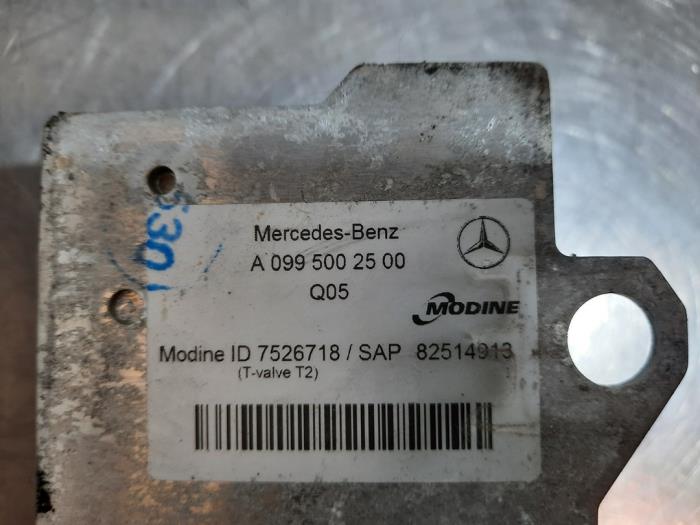 Mercedes-Benz
A 099 500 25 00
Q05
MODINE
Modine ID 7526718 / SAP 82514913
(T-valve T2)